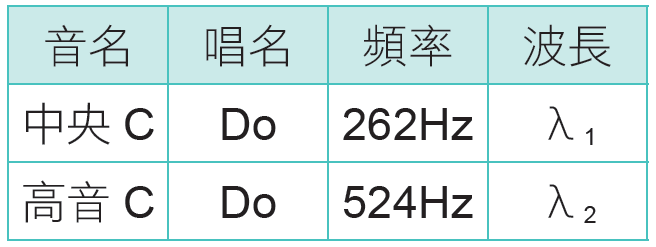 音名 唱名 頻率 波長
中央 C Do 262Hz λ1
高音 C Do 524Hz λ2